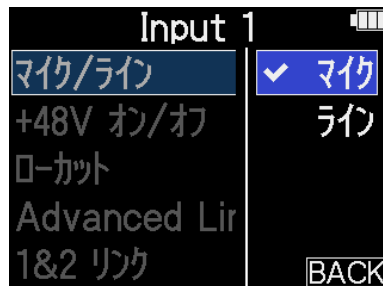 Input 1
マイク/ライン
+48V オン/オフ
ローカット
Advanced Lir
1&2 リンク
マイク
ライン
BACK